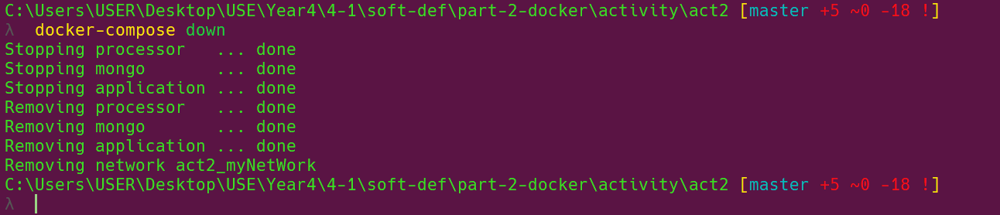 C:\Users\USER\Desktop\USE\Year4\4-1\soft-def\part-2-docker\activity\act2 [master +5 ~0 -18 !]
λ  docker-compose down
Stopping processor   ... done
Stopping mongo       ... done
Stopping application ... done
Removing processor   ... done
Removing mongo       ... done
Removing application ... done
Removing network act2_myNetWork
C:\Users\USER\Desktop\USE\Year4\4-1\soft-def\part-2-docker\activity\act2 [master +5 ~0 -18 !]
λ